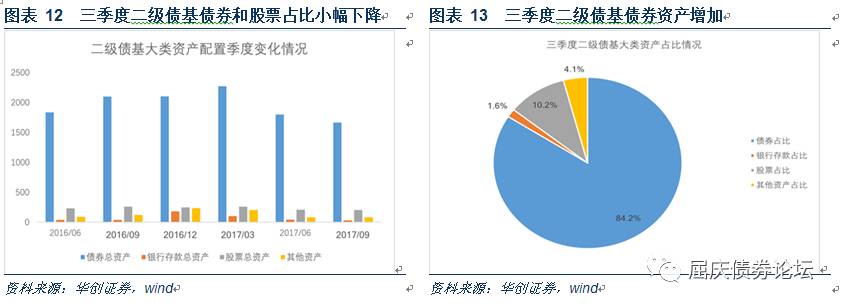 图表 12 三季度二级债基债券和股票占比小幅下降
二级债基大类资产配置季度变化情况
2500
2000
1500
1000
500
0
2016/06 2016/09 2016/12 2017/03 2017/06 2017/09
债券总资产 银行存款总资产 股票总资产 其他资产
资料来源：华创证券，wind
图表 13 三季度二级债基债券资产增加
三季度二级债基大类资产占比情况
4.1%
1.6%
10.2%
84.2%
债券占比
银行存款占比
股票占比
其他资产占比
资料来源：华创证券，wind
屈庆债券论坛